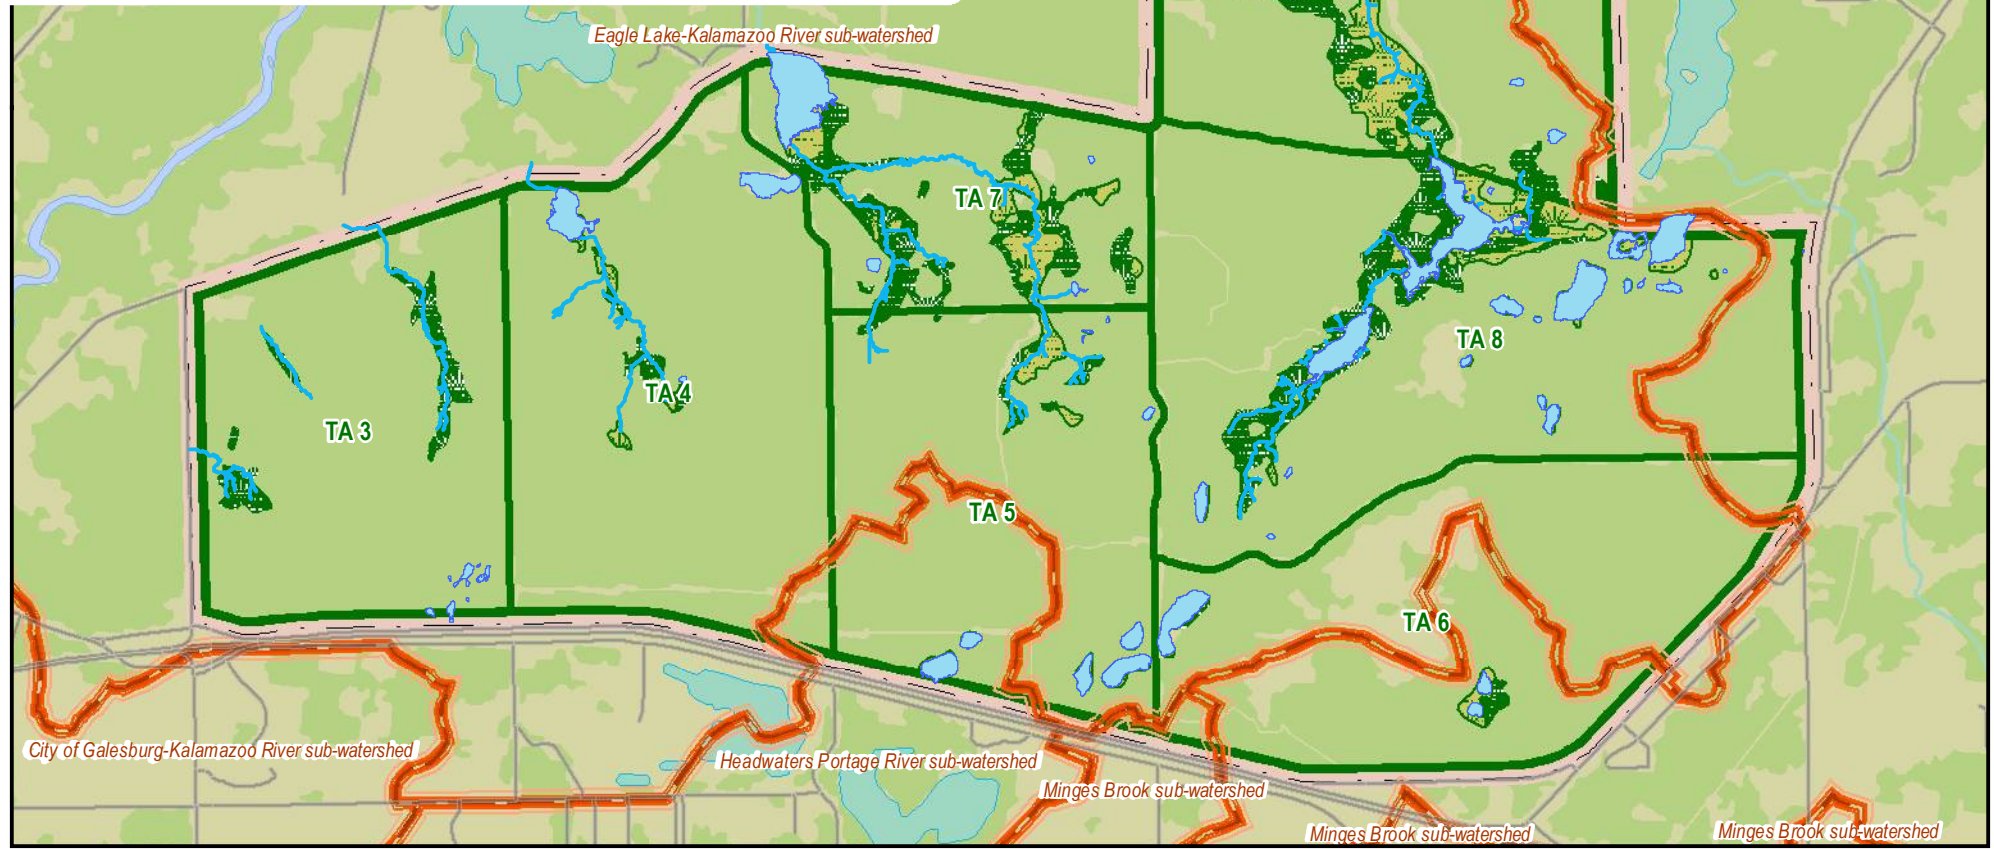 Eagle Lake-Kalamazoo River sub-watershed
TA 7
TA 8
TA 4
TA 3
TA 5
TA 6
City of Galesburg-Kalamazoo River sub-watershed
Headwaters Portage River sub-watershed
Minges Brook sub-watershed
Minges Brook sub-watershed
Minges Brook sub-watershed